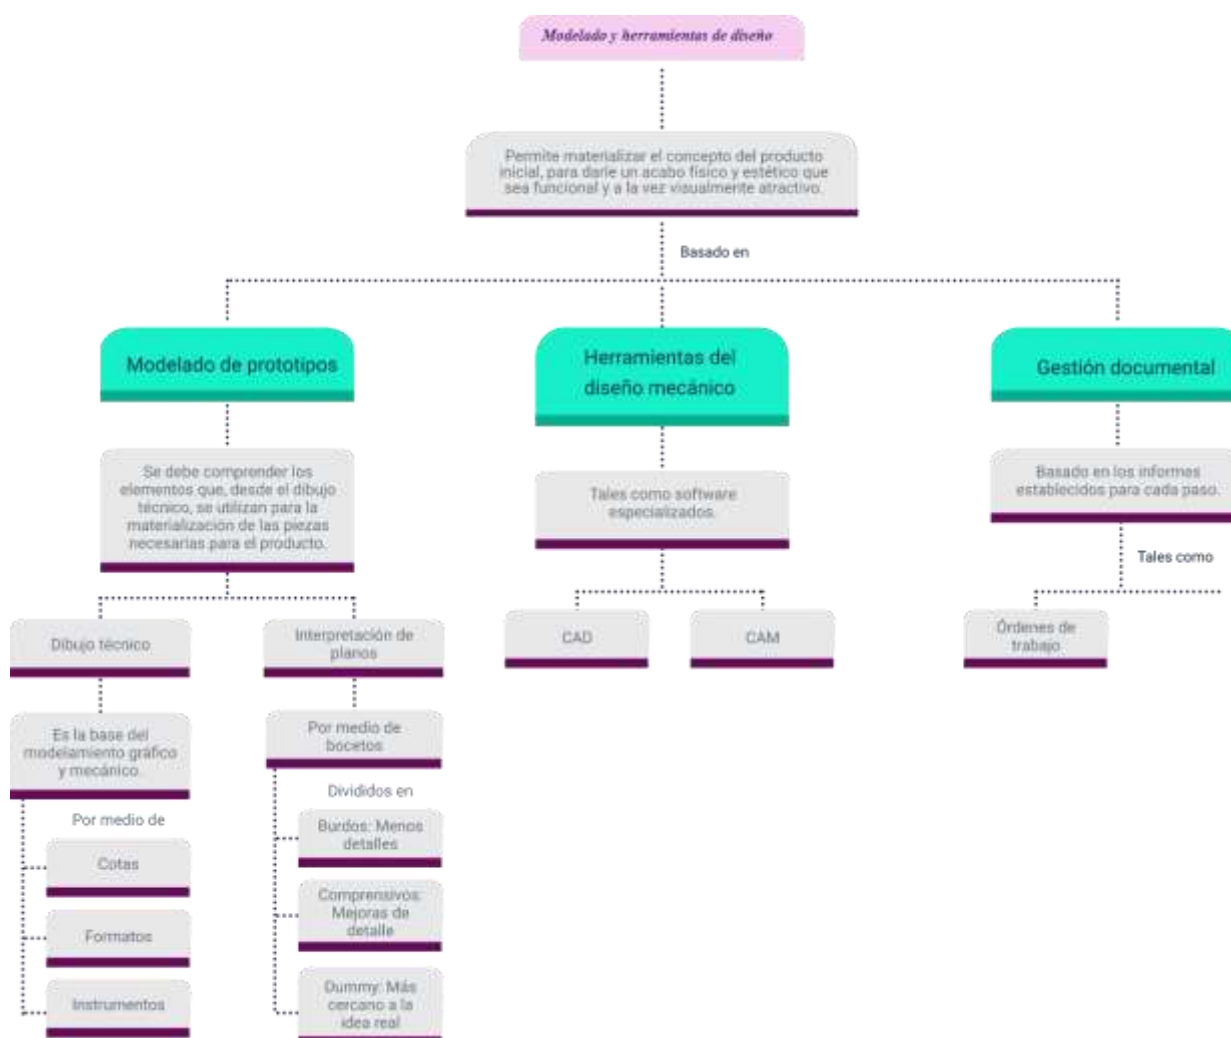 Modelado y herramientas de diseño
Permite materializar el concepto del producto
inicial, para darle un acabo físico y estético que
sea funcional y a la vez visualmente atractivo.
Basado en
Modelado de prototipos
Herramientas del
diseño mecánico
Gestión documental
Se debe comprender los
elementos que, desde el dibujo
técnico, se utilizan para la
materialización de las piezas
necesarias para el producto.
Tales como software
especializados.
Basado en los informes
establecidos para cada paso.
Tales como
Dibujo técnico
Interpretación de
planos
CAD
CAM
Órdenes de
trabajo
Es la base del
modelamiento gráfico
y mecánico.
Por medio de
bocetos
Por medio de
Divididos en
Cotas
Formatos
Instrumentos
Burdos: Menos
detalles
Comprensivos:
Mejoras de
detalle
Dummy: Más
cercano a la
idea real